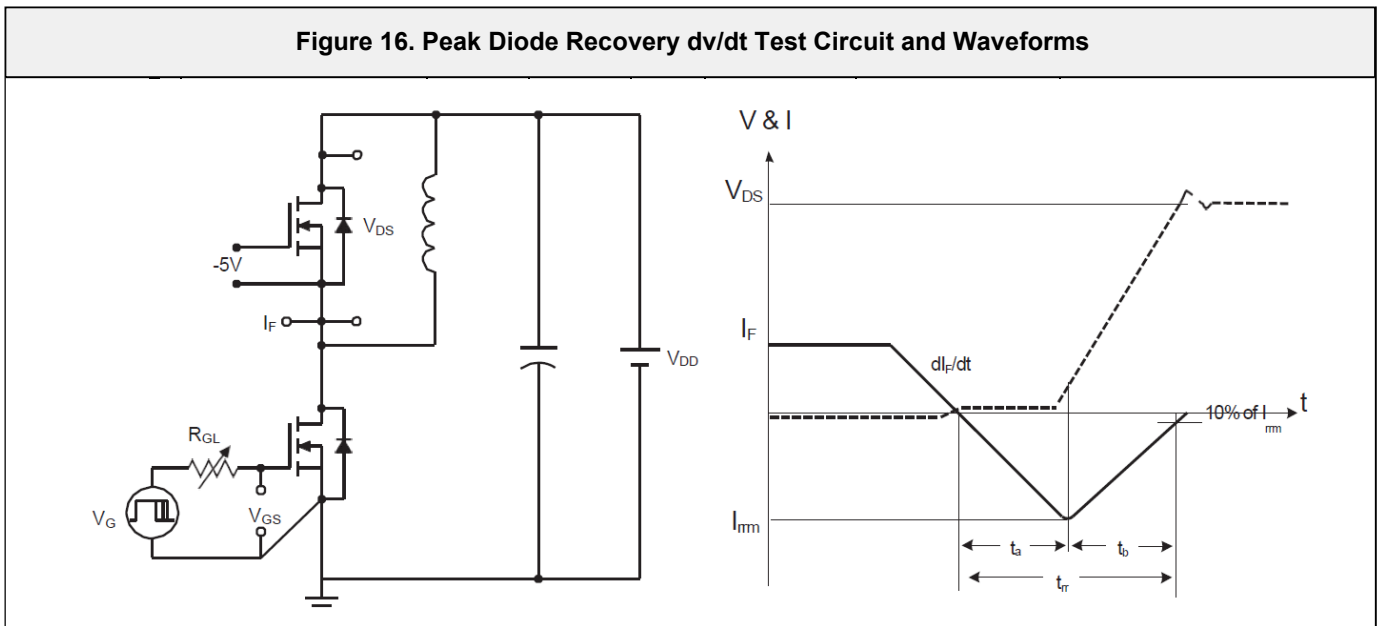 Figure 16. Peak Diode Recovery dv/dt Test Circuit and Waveforms
V & I
VDS
VDS
-5V
IF
IF
dIF/dt
VDD
10% of Irrm
t
RGL
VG
VGS
Irrm
ta
tb
trr